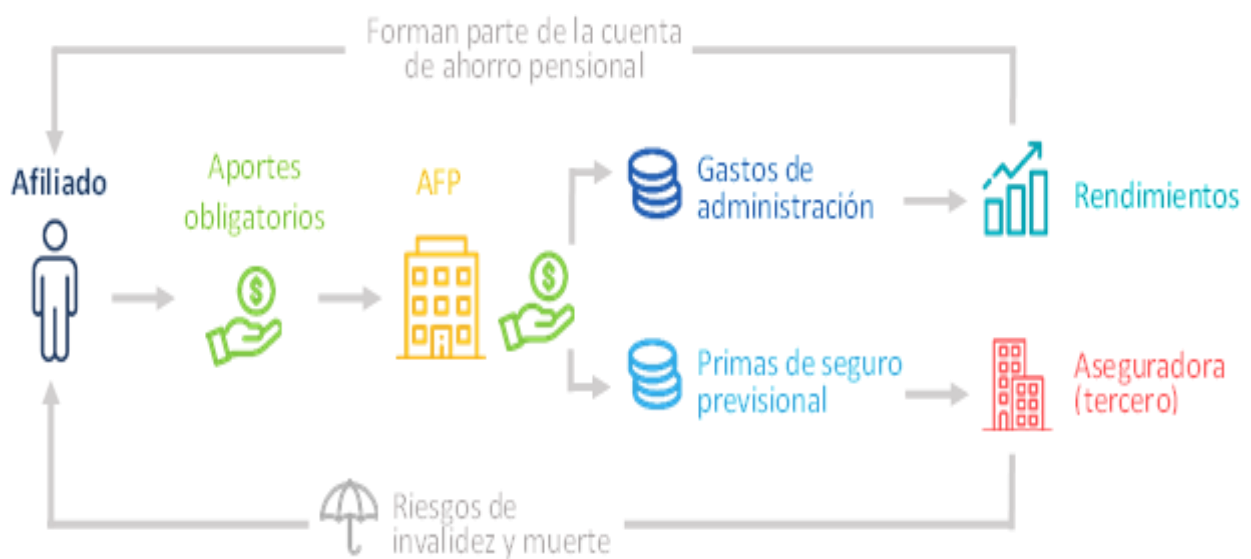 Forman parte de la cuenta
de ahorro pensional
Afiliado
Aportes
obligatorios
$
AFP
$
Gastos de
administración
Rendimientos
Primas de seguro
previsional
Aseguradora
(tercero)
Riesgos de
invalidez y muerte